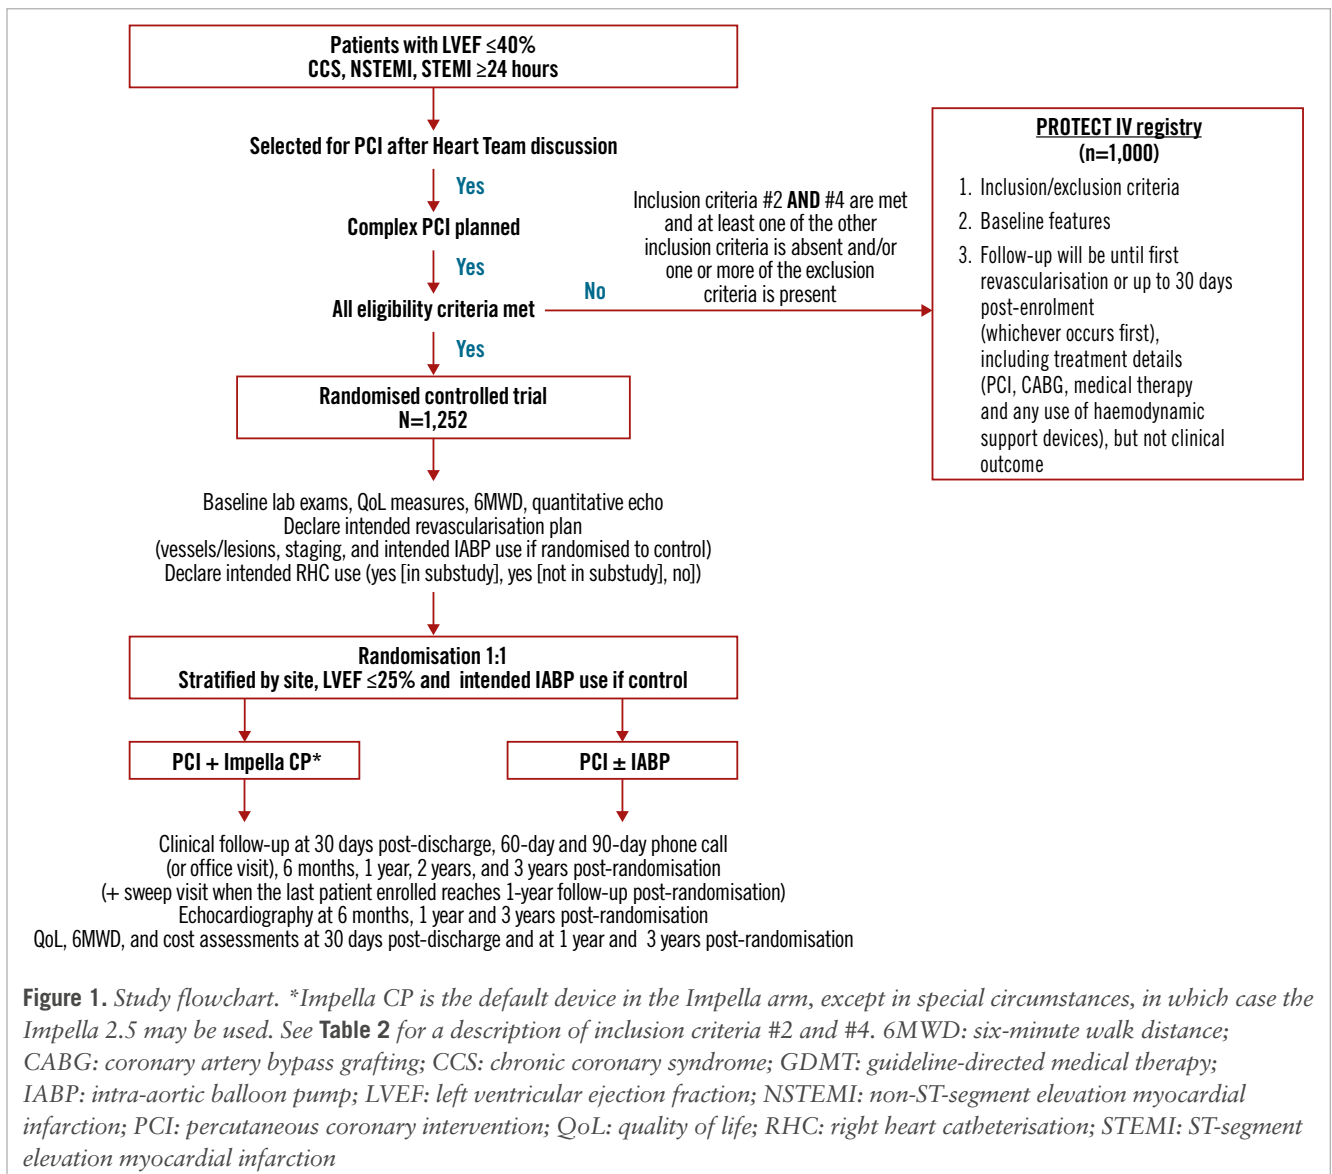 Patients with LVEF ≤40%
CCS, NSTEMI, STEMI ≥24 hours
Selected for PCI after Heart Team discussion
Yes
Complex PCI planned
Yes
All eligibility criteria met
No
Inclusion criteria #2 AND #4 are met
and at least one of the other
inclusion criteria is absent and/or
one or more of the exclusion
criteria is present
PROTECT IV registry
(n=1,000)
1. Inclusion/exclusion criteria
2. Baseline features
3. Follow-up will be until first
revascularisation or up to 30 days
post-enrolment
(whichever occurs first),
including treatment details
(PCI, CABG, medical therapy
and any use of haemodynamic
support devices), but not clinical
outcome
Yes
Randomised controlled trial
N=1,252
Baseline lab exams, QoL measures, 6MWD, quantitative echo
Declare intended revascularisation plan
(vessels/lesions, staging, and intended IABP use if randomised to control)
Declare intended RHC use (yes [in substudy], yes [not in substudy], no])
Randomisation 1:1
Stratified by site, LVEF ≤25% and intended IABP use if control
PCI + Impella CP*
PCI ± IABP
Clinical follow-up at 30 days post-discharge, 60-day and 90-day phone call
(or office visit), 6 months, 1 year, 2 years, and 3 years post-randomisation
(+ sweep visit when the last patient enrolled reaches 1-year follow-up post-randomisation)
Echocardiography at 6 months, 1 year and 3 years post-randomisation
QoL, 6MWD, and cost assessments at 30 days post-discharge and at 1 year and 3 years post-randomisation
Figure 1. Study flowchart. *Impella CP is the default device in the Impella arm, except in special circumstances, in which case the
Impella 2.5 may be used. See Table 2 for a description of inclusion criteria #2 and #4. 6MWD: six-minute walk distance;
CABG: coronary artery bypass grafting; CCS: chronic coronary syndrome; GDMT: guideline-directed medical therapy;
IABP: intra-aortic balloon pump; LVEF: left ventricular ejection fraction; NSTEMI: non-ST-segment elevation myocardial
infarction; PCI: percutaneous coronary intervention; QoL: quality of life; RHC: right heart catheterisation; STEMI: ST-segment
elevation myocardial infarction